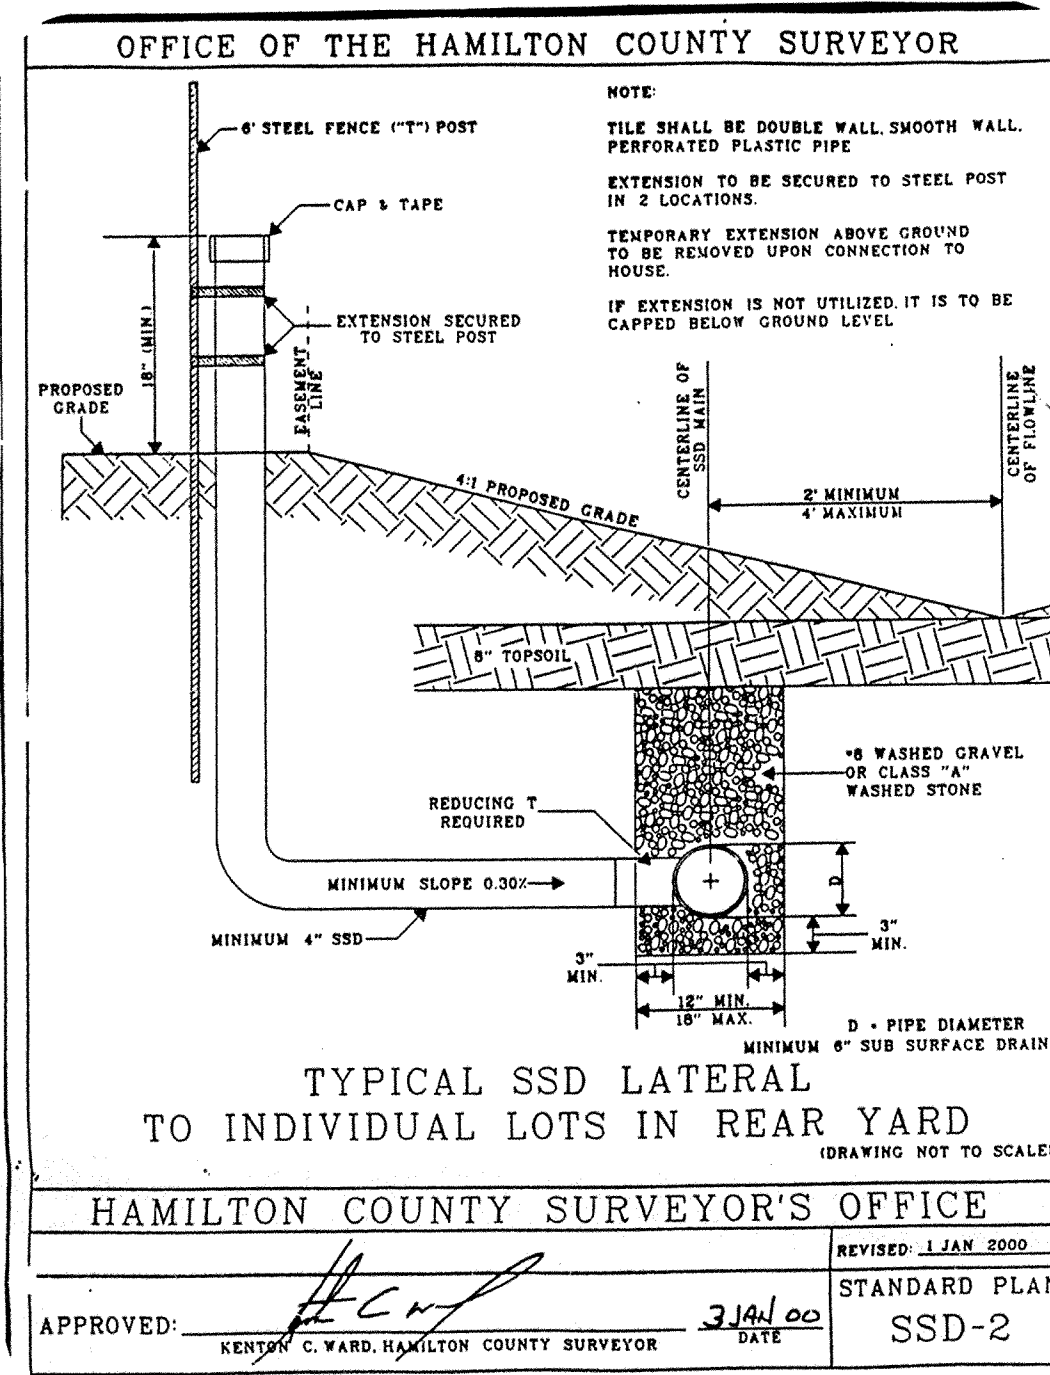 OFFICE OF THE HAMILTON COUNTY SURVEYOR
6' STEEL FENCE ("T") POST
CAP & TAPE
18" (MIN.)
EXTENSION SECURED
TO STEEL POST
EASEMENT
LINE
PROPOSED
GRADE
NOTE:
TILE SHALL BE DOUBLE WALL, SMOOTH WALL,
PERFORATED PLASTIC PIPE
EXTENSION TO BE SECURED TO STEEL POST
IN 2 LOCATIONS.
TEMPORARY EXTENSION ABOVE GROUND
TO BE REMOVED UPON CONNECTION TO
HOUSE.
IF EXTENSION IS NOT UTILIZED, IT IS TO BE
CAPPED BELOW GROUND LEVEL
CENTERLINE OF
SSD MAIN
CENTERLINE
OF FLOWLINE
4:1 PROPOSED GRADE
2' MINIMUM
4' MAXIMUM
TOPSOIL
WASHED GRAVEL
OR CLASS "A"
WASHED STONE
REDUCING T
REQUIRED
MINIMUM SLOPE 0.30%
MINIMUM 4" SSD
D
3"
MIN.
3"
MIN.
12" MIN.
18" MAX.
D = PIPE DIAMETER
MINIMUM 6" SUB SURFACE DRAIN
TYPICAL SSD LATERAL
TO INDIVIDUAL LOTS IN REAR YARD
(DRAWING NOT TO SCALE)
HAMILTON COUNTY SURVEYOR'S OFFICE
REVISED: 1 JAN 2000
APPROVED:
KENTON C. WARD, HAMILTON COUNTY SURVEYOR
3 JAN 00
DATE
STANDARD PLAN
SSD-2